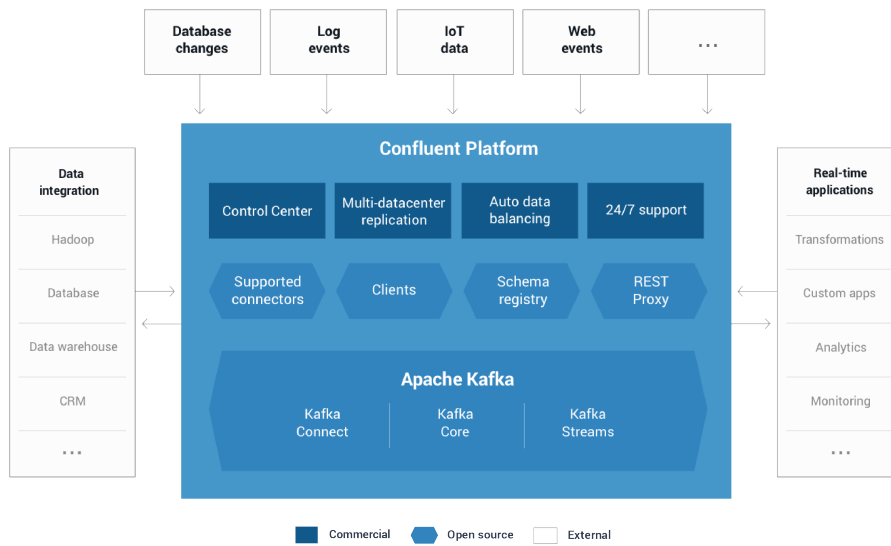 Database
changes
Log
events
IoT
data
Web
events
...
Confluent Platform
Data
integration
Hadoop
Database
Data warehouse
CRM
...
Control Center
Multi-datacenter
replication
Auto data
balancing
24/7 support
Supported
connectors
Clients
Schema
registry
REST
Proxy
Apache Kafka
Kafka
Connect
Kafka
Core
Kafka
Streams
Real-time
applications
Transformations
Custom apps
Analytics
Monitoring
...
Commercial
Open source
External